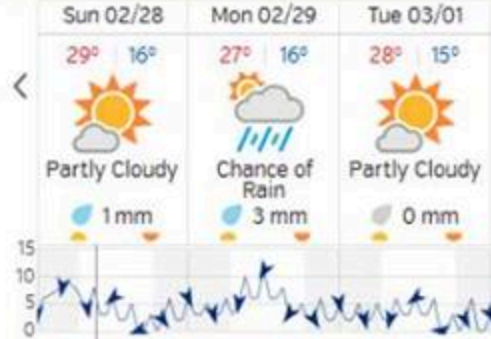 Sun 02/28 Mon 02/29 Tue 03/01
29° 16° 27° 16° 28° 15°
Partly Cloudy Chance of Rain Partly Cloudy
1 mm 3 mm 0 mm
15
10
5
0